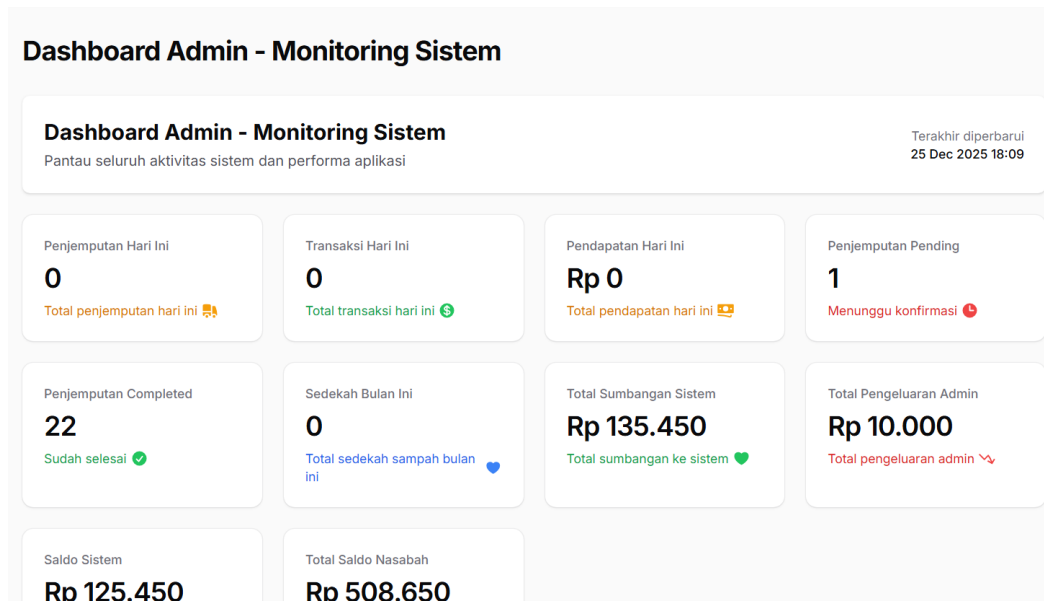 Dashboard Admin - Monitoring Sistem
Dashboard Admin - Monitoring Sistem
Pantau seluruh aktivitas sistem dan performa aplikasi
Terakhir diperbarui
25 Dec 2025 18:09
Penjemputan Hari Ini
0
Total penjemputan hari ini
Transaksi Hari Ini
0
Total transaksi hari ini
Pendapatan Hari Ini
Rp 0
Total pendapatan hari ini
Penjemputan Pending
1
Menunggu konfirmasi
Penjemputan Completed
22
Sudah selesai
Sedekah Bulan Ini
0
Total sedekah sampah bulan
ini
Total Sumbangan Sistem
Rp 135.450
Total sumbangan ke sistem
Total Pengeluaran Admin
Rp 10.000
Total pengeluaran admin
Saldo Sistem
Rp 125.450
Total Saldo Nasabah
Rp 508.650